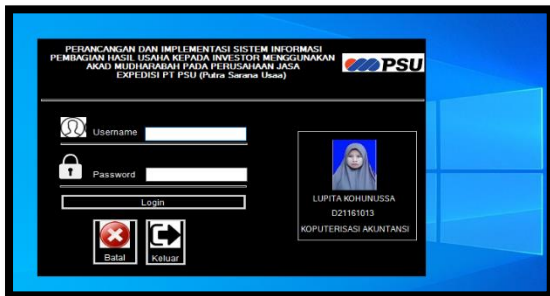 PERANCANGAN DAN IMPLEMENTASI SISTEM INFORMASI
PEMBAGIAN HASIL USAHA KEPADA INVESTOR MENGGUNAKAN
AKAD MUDHARABAH PADA PERUSAHAAN JASA
EXPEDISI PT PSU (Putra Sarana Usaa)
PSU
Username
Password
Login
Batal
Keluar
LUPITA KOHUNUSSA
D21161013
KOPUTERISASI AKUNTANSI